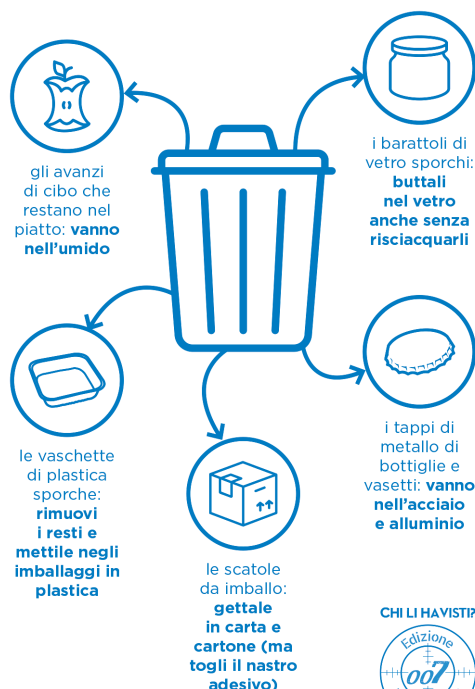 gli avanzi
di cibo che
restano nel
piatto: vanno
nell'umido
i barattoli di
vetro sporchi:
buttali
nel vetro
anche senza
risciacquarli
le vaschette
di plastica
sporche:
rimuovi
i resti e
mettile negli
imballaggi in
plastica
i tappi di
metallo di
bottiglie e
vasetti: vanno
nell'acciaio
e alluminio
le scatole
da imballo:
gettale
in carta e
cartone (ma
togli il nastro
adesivo)
CHI LI HAVISTI?
Edizione
007